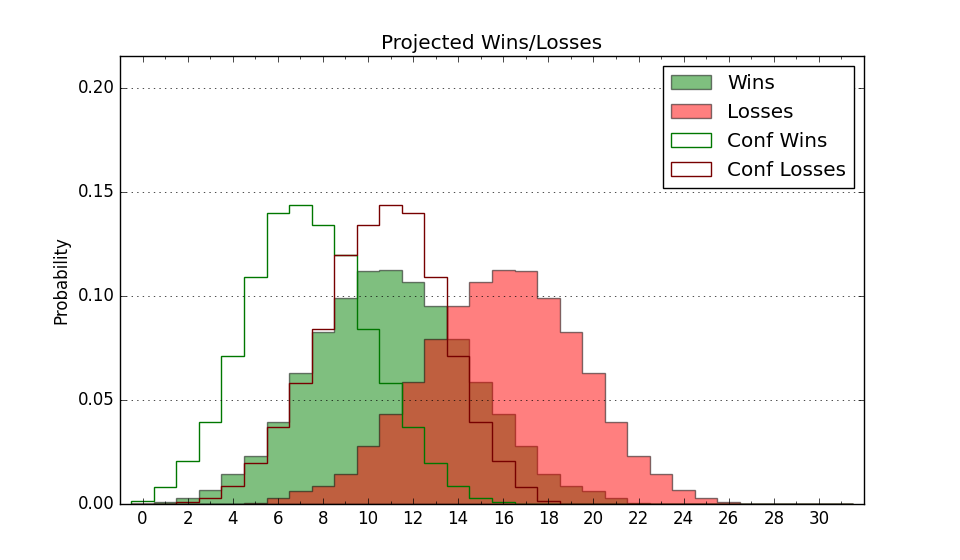 Projected Wins/Losses
Wins
Losses
Conf Wins
Conf Losses
Probability
0.20
0.15
0.10
0.05
0.00
0 2 4 6 8 10 12 14 16 18 20 22 24 26 28 30